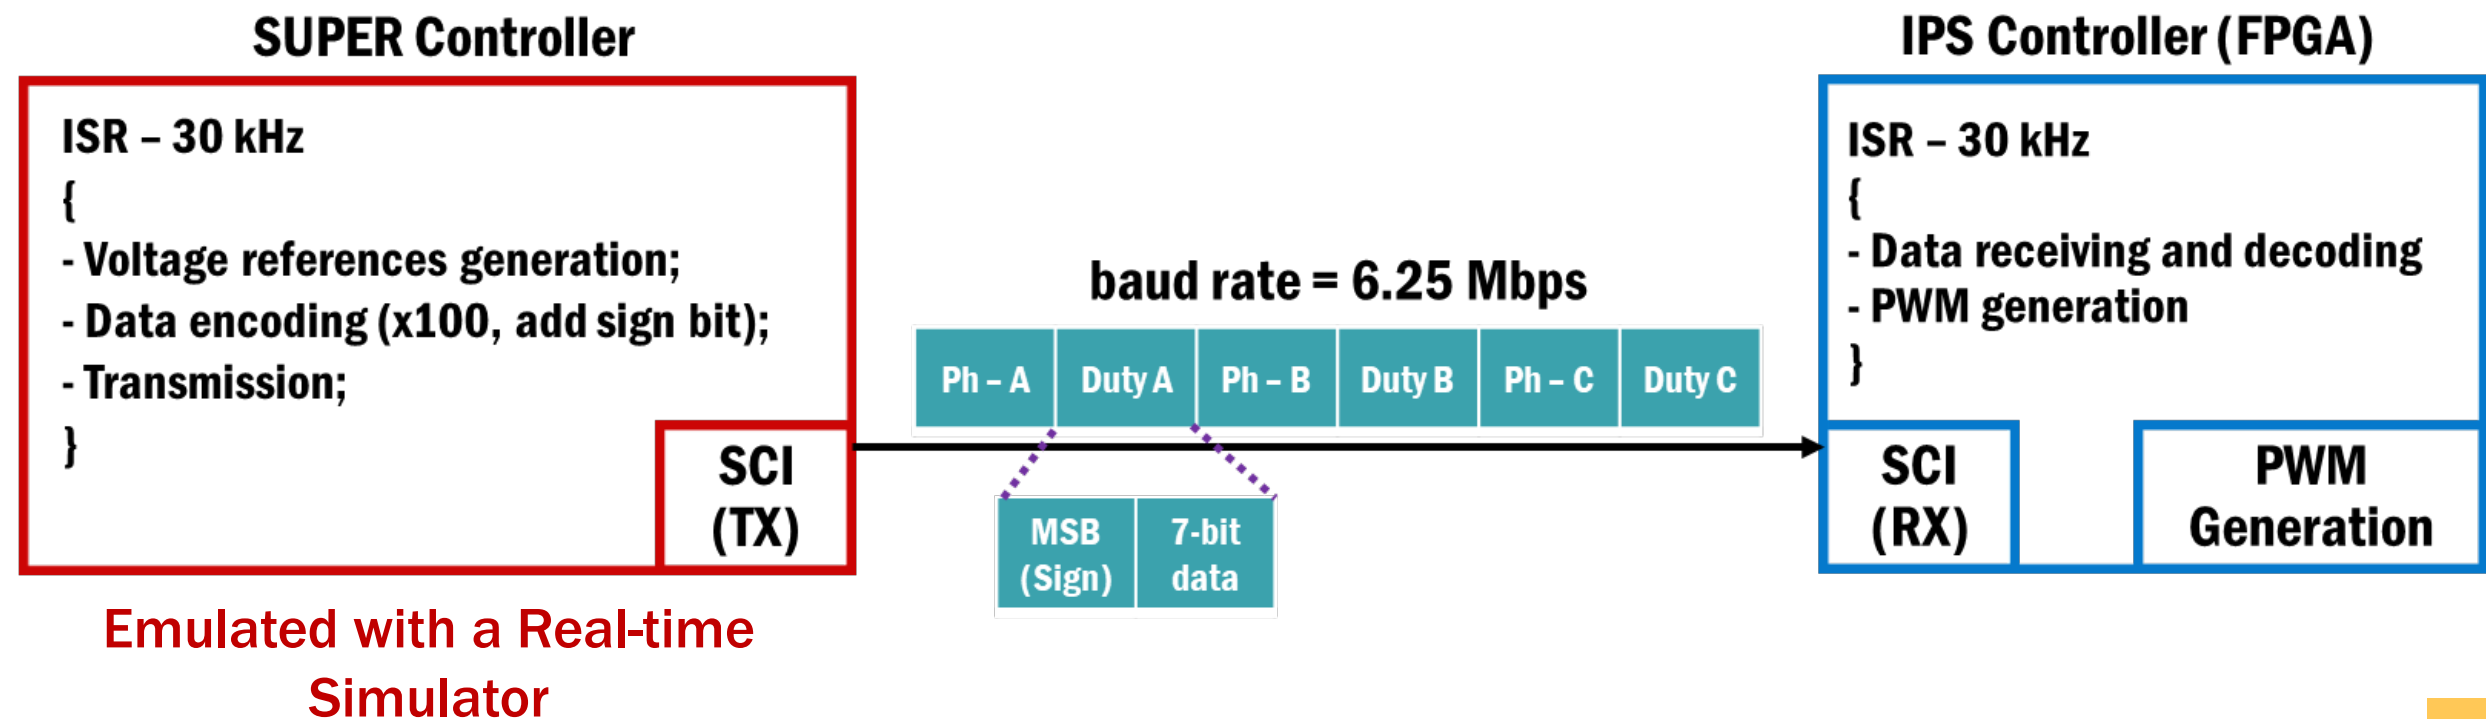 SUPER Controller
ISR – 30 kHz
{
- Voltage references generation;
- Data encoding (x100, add sign bit);
- Transmission;
}
SCI
(TX)
Emulated with a Real-time
Simulator
baud rate = 6.25 Mbps
Ph – A
Duty A
Ph – B
Duty B
Ph – C
Duty C
MSB
(Sign)
7-bit
data
IPS Controller (FPGA)
ISR – 30 kHz
{
- Data receiving and decoding
- PWM generation
}
SCI
(RX)
PWM
Generation